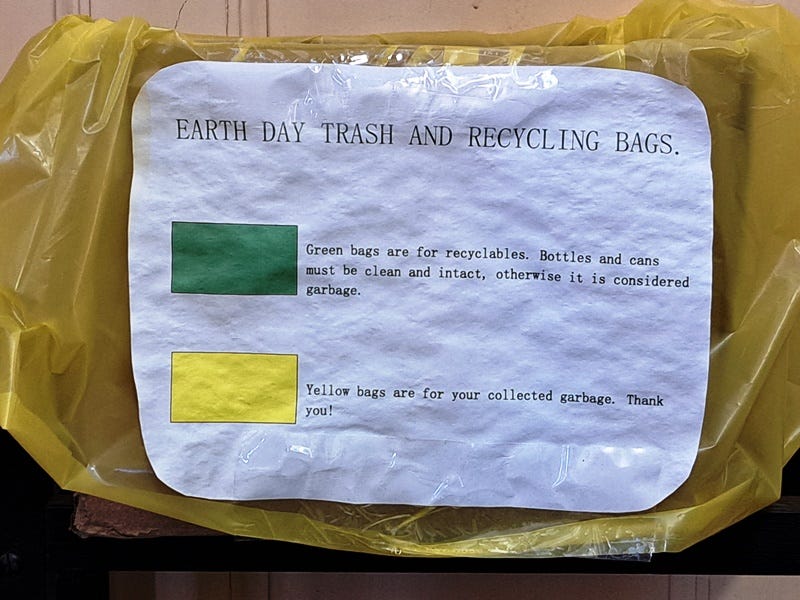 EARTH DAY TRASH AND RECYCLING BAGS.
Green bags are for recyclables. Bottles and cans
must be clean and intact, otherwise it is considered
garbage.
Yellow bags are for your collected garbage. Thank
you!